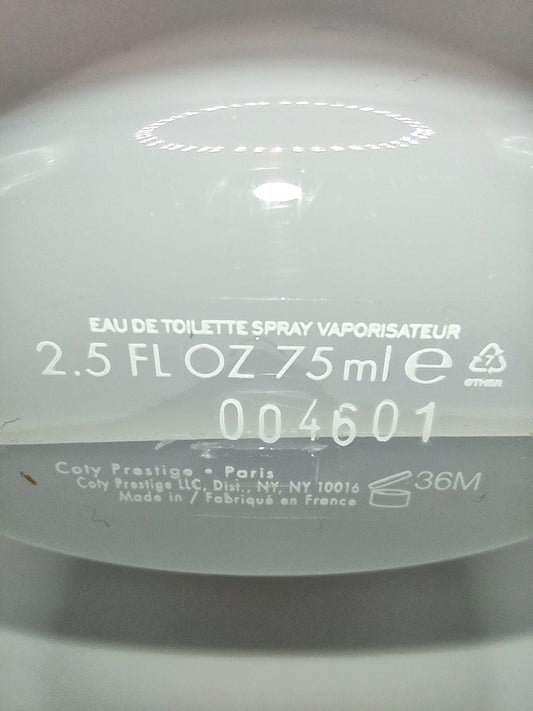 EAU DE TOILETTE SPRAY VAPORISATEUR
2.5 FL OZ 75 ml e
7
OTHER
004601
Coty Prestige • Paris
Coty Prestige LLC, Dist., NY, NY 10016
Made in / Fabriqué en France
36M